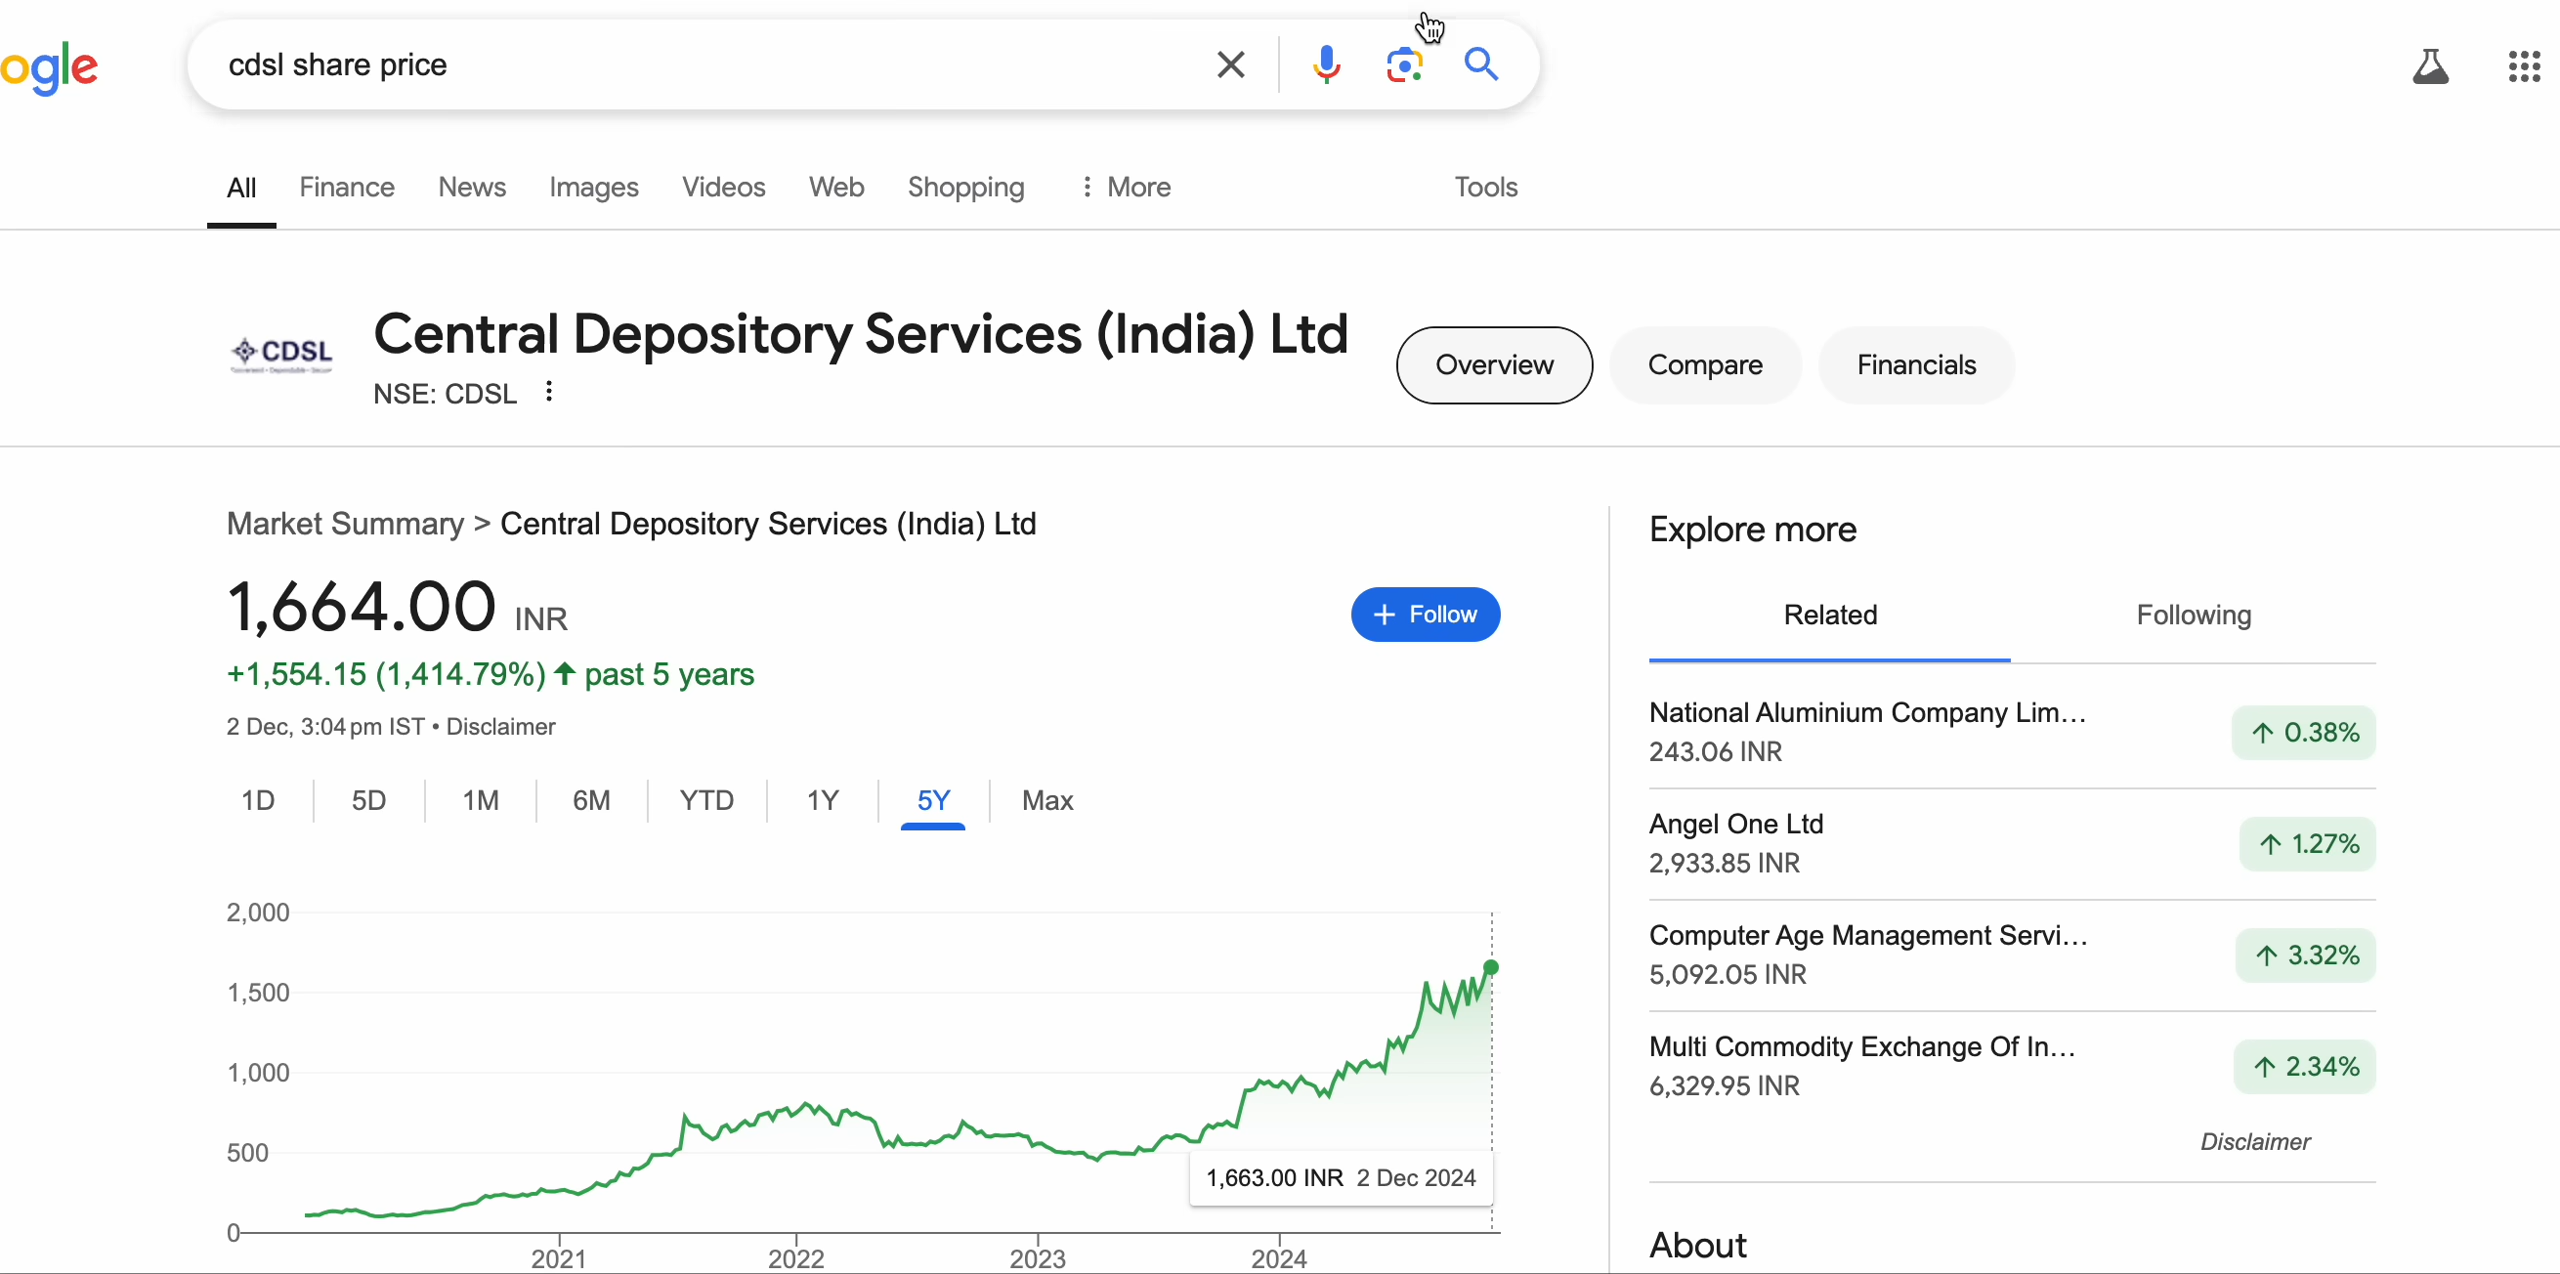 ogle
cdsl share price
All Finance News Images Videos Web Shopping More Tools
CDSL
Central Depository Services (India) Ltd
NSE: CDSL
Overview Compare Financials
Market Summary > Central Depository Services (India) Ltd
1,664.00 INR
+ Follow
+1,554.15 (1,414.79%) ↑ past 5 years
2 Dec, 3:04 pm IST • Disclaimer
1D 5D 1M 6M YTD 1Y 5Y Max
2,000
1,500
1,000
500
0
1,663.00 INR 2 Dec 2024
2021 2022 2023 2024
Explore more
Related Following
National Aluminium Company Lim...
243.06 INR
↑ 0.38%
Angel One Ltd
2,933.85 INR
↑ 1.27%
Computer Age Management Servi...
5,092.05 INR
↑ 3.32%
Multi Commodity Exchange Of In...
6,329.95 INR
↑ 2.34%
Disclaimer
About